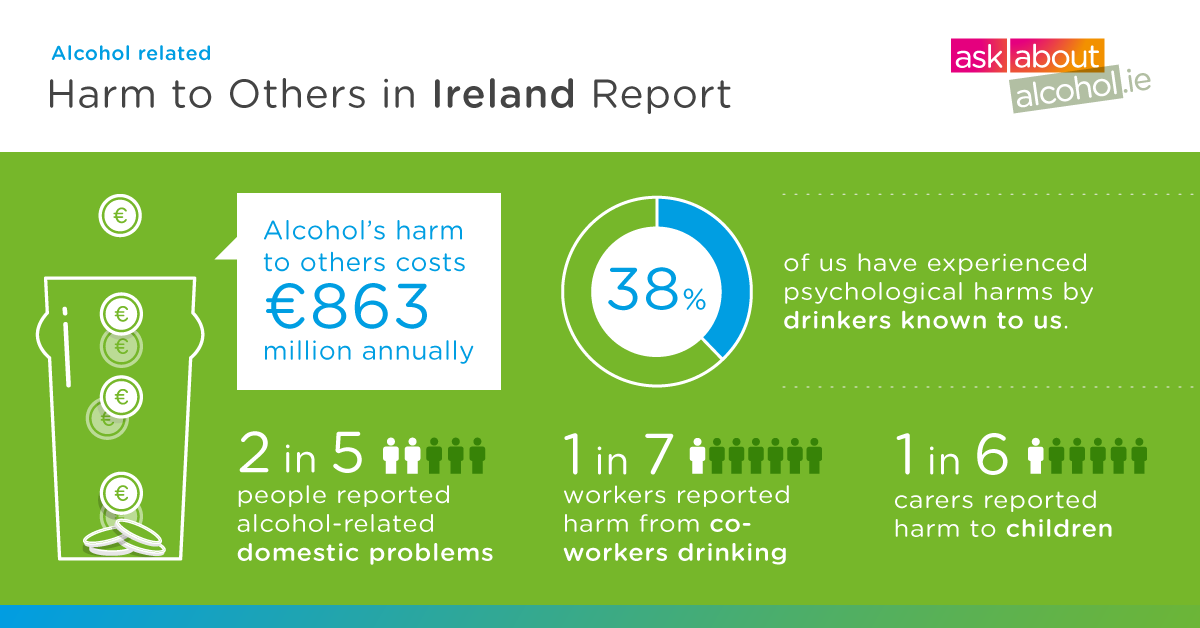 Alcohol related
Harm to Others in Ireland Report
ask about
alcohol.ie
€
€
€
€
€
€
Alcohol's harm
to others costs
€863
million annually
38%
of us have experienced
psychological harms by
drinkers known to us.
2 in 5
people reported
alcohol-related
domestic problems
1 in 7
workers reported
harm from co-
workers drinking
1 in 6
carers reported
harm to children